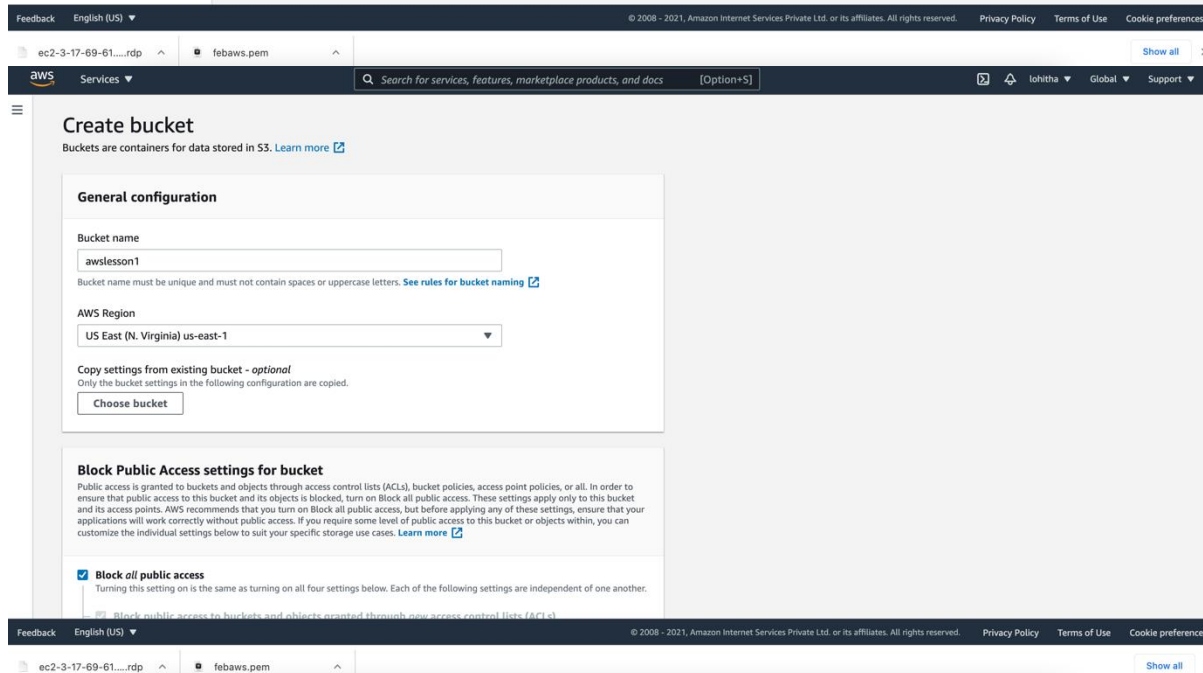 Feedback English (US) ▼ © 2008 - 2021, Amazon Internet Services Private Ltd. or its affiliates. All rights reserved. Privacy Policy Terms of Use Cookie preferences
ec2-3-17-69-61.....rdp febaws.pem Show all
aws Services ▼ Search for services, features, marketplace products, and docs [Option+S] lohitha ▼ Global ▼ Support ▼
Create bucket
Buckets are containers for data stored in S3. Learn more
General configuration
Bucket name
awslesson1
Bucket name must be unique and must not contain spaces or uppercase letters. See rules for bucket naming
AWS Region
US East (N. Virginia) us-east-1
Copy settings from existing bucket - optional
Only the bucket settings in the following configuration are copied.
Choose bucket
Block Public Access settings for bucket
Public access is granted to buckets and objects through access control lists (ACLs), bucket policies, access point policies, or all. In order to
ensure that public access to this bucket and its objects is blocked, turn on Block all public access. These settings apply only to this bucket
and its access points. AWS recommends that you turn on Block all public access, but before applying any of these settings, ensure that your
applications will work correctly without public access. If you require some level of public access to this bucket or objects within, you can
customize the individual settings below to suit your specific storage use cases. Learn more
Block all public access
Turning this setting on is the same as turning on all four settings below. Each of the following settings are independent of one another.
Block public access to buckets and objects granted through new access control lists (ACLs)
Feedback English (US) ▼ © 2008 - 2021, Amazon Internet Services Private Ltd. or its affiliates. All rights reserved. Privacy Policy Terms of Use Cookie preference
ec2-3-17-69-61.....rdp febaws.pem Show all